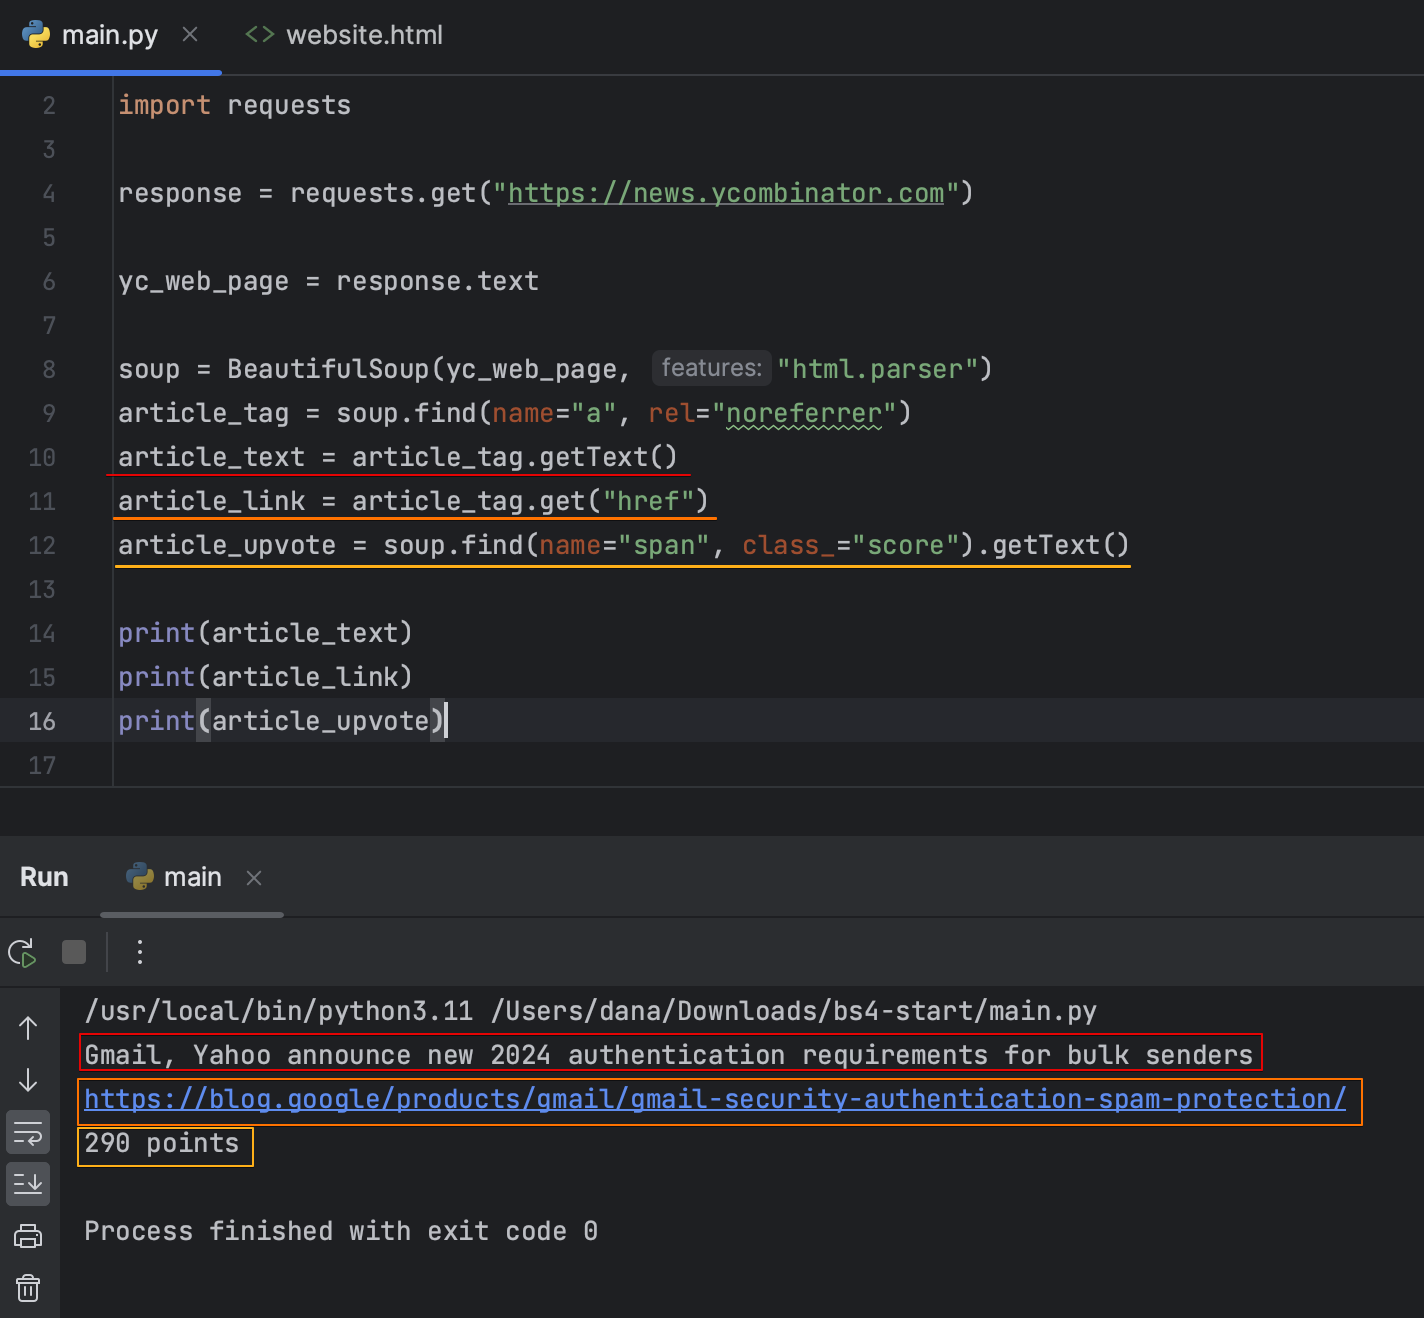 main.py
website.html
2 import requests
3
4 response = requests.get("https://news.ycombinator.com")
5
6 yc_web_page = response.text
7
8 soup = BeautifulSoup(yc_web_page, features: "html.parser")
9 article_tag = soup.find(name="a", rel="noreferrer")
10 article_text = article_tag.getText()
11 article_link = article_tag.get("href")
12 article_upvote = soup.find(name="span", class_="score").getText()
13
14 print(article_text)
15 print(article_link)
16 print(article_upvote)
17
Run main
/usr/local/bin/python3.11 /Users/dana/Downloads/bs4-start/main.py
Gmail, Yahoo announce new 2024 authentication requirements for bulk senders
https://blog.google/products/gmail/gmail-security-authentication-spam-protection/
290 points
Process finished with exit code 0